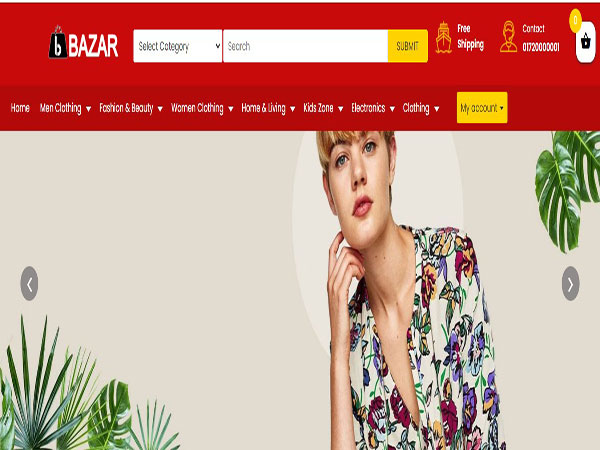 b BAZAR
Select Category
Search
SUBMIT
Free
Shipping
Contact
01720000001
0
Home Men Clothing Fashion & Beauty Women Clothing Home & Living Kids Zone Electronics Clothing My account